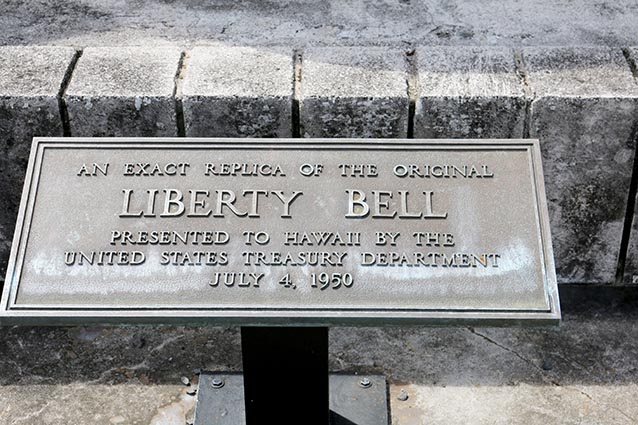 AN EXACT REPLICA OF THE ORIGINAL
LIBERTY BELL
PRESENTED TO HAWAII BY THE
UNITED STATES TREASURY DEPARTMENT
JULY 4, 1950